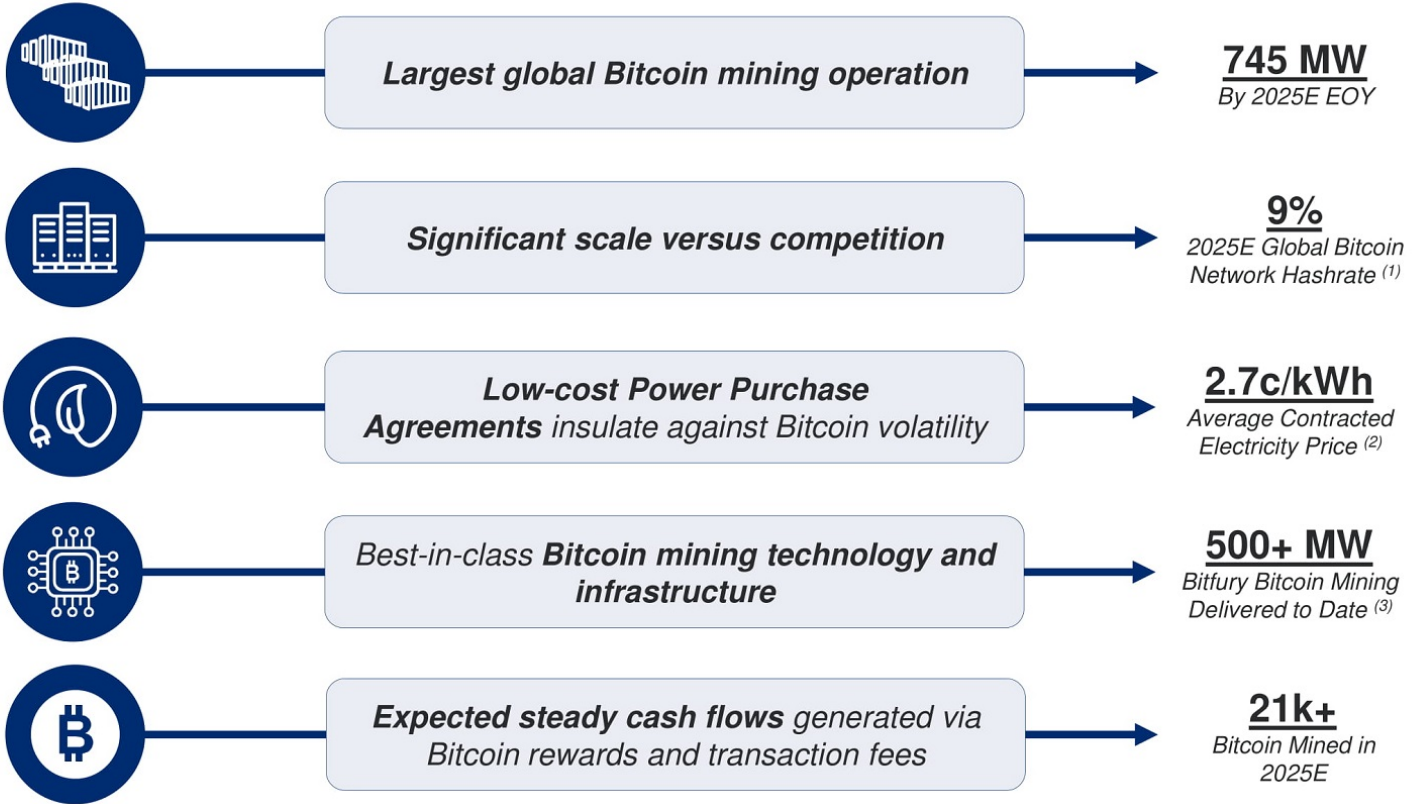 Largest global Bitcoin mining operation
745 MW
By 2025E EOY
Significant scale versus competition
9%
2025E Global Bitcoin
Network Hashrate (1)
Low-cost Power Purchase
Agreements insulate against Bitcoin volatility
2.7c/kWh
Average Contracted
Electricity Price (2)
Best-in-class Bitcoin mining technology and
infrastructure
500+ MW
Bitfury Bitcoin Mining
Delivered to Date (3)
Expected steady cash flows generated via
Bitcoin rewards and transaction fees
21k+
Bitcoin Mined in
2025E